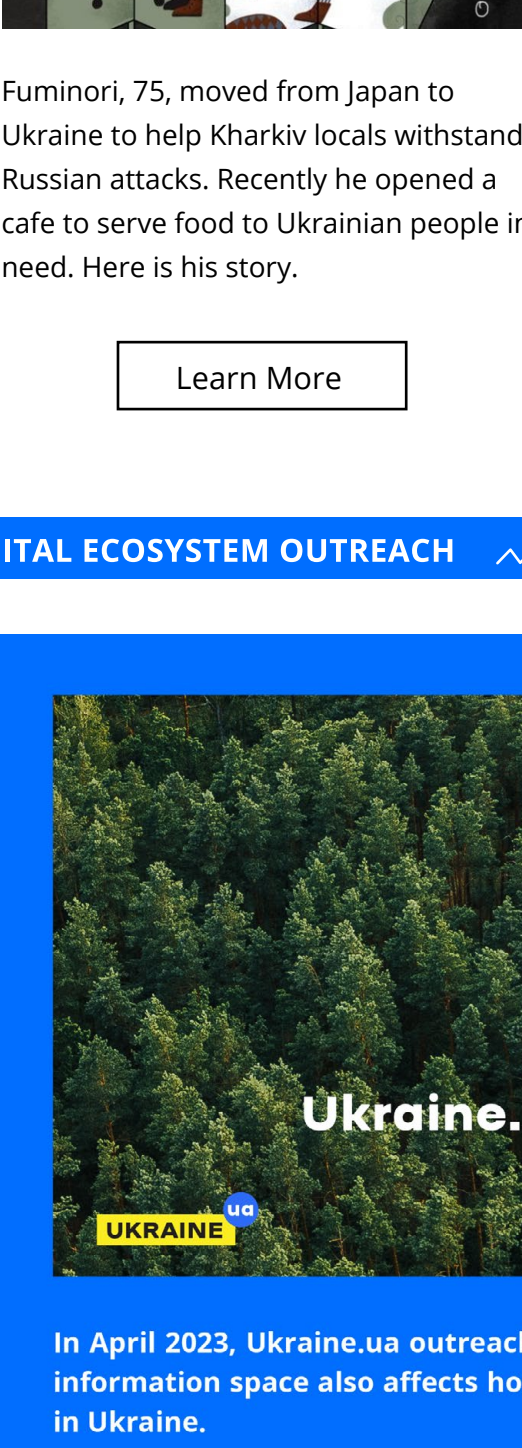 Fuminori, 75, moved from Japan to
Ukraine to help Kharkiv locals withstand
Russian attacks. Recently he opened a
cafe to serve food to Ukrainian people in
need. Here is his story.
Learn More
ITAL ECOSYSTEM OUTREACH
Ukraine.
ua
UKRAINE
In April 2023, Ukraine.ua outreach
information space also affects ho
in Ukraine.